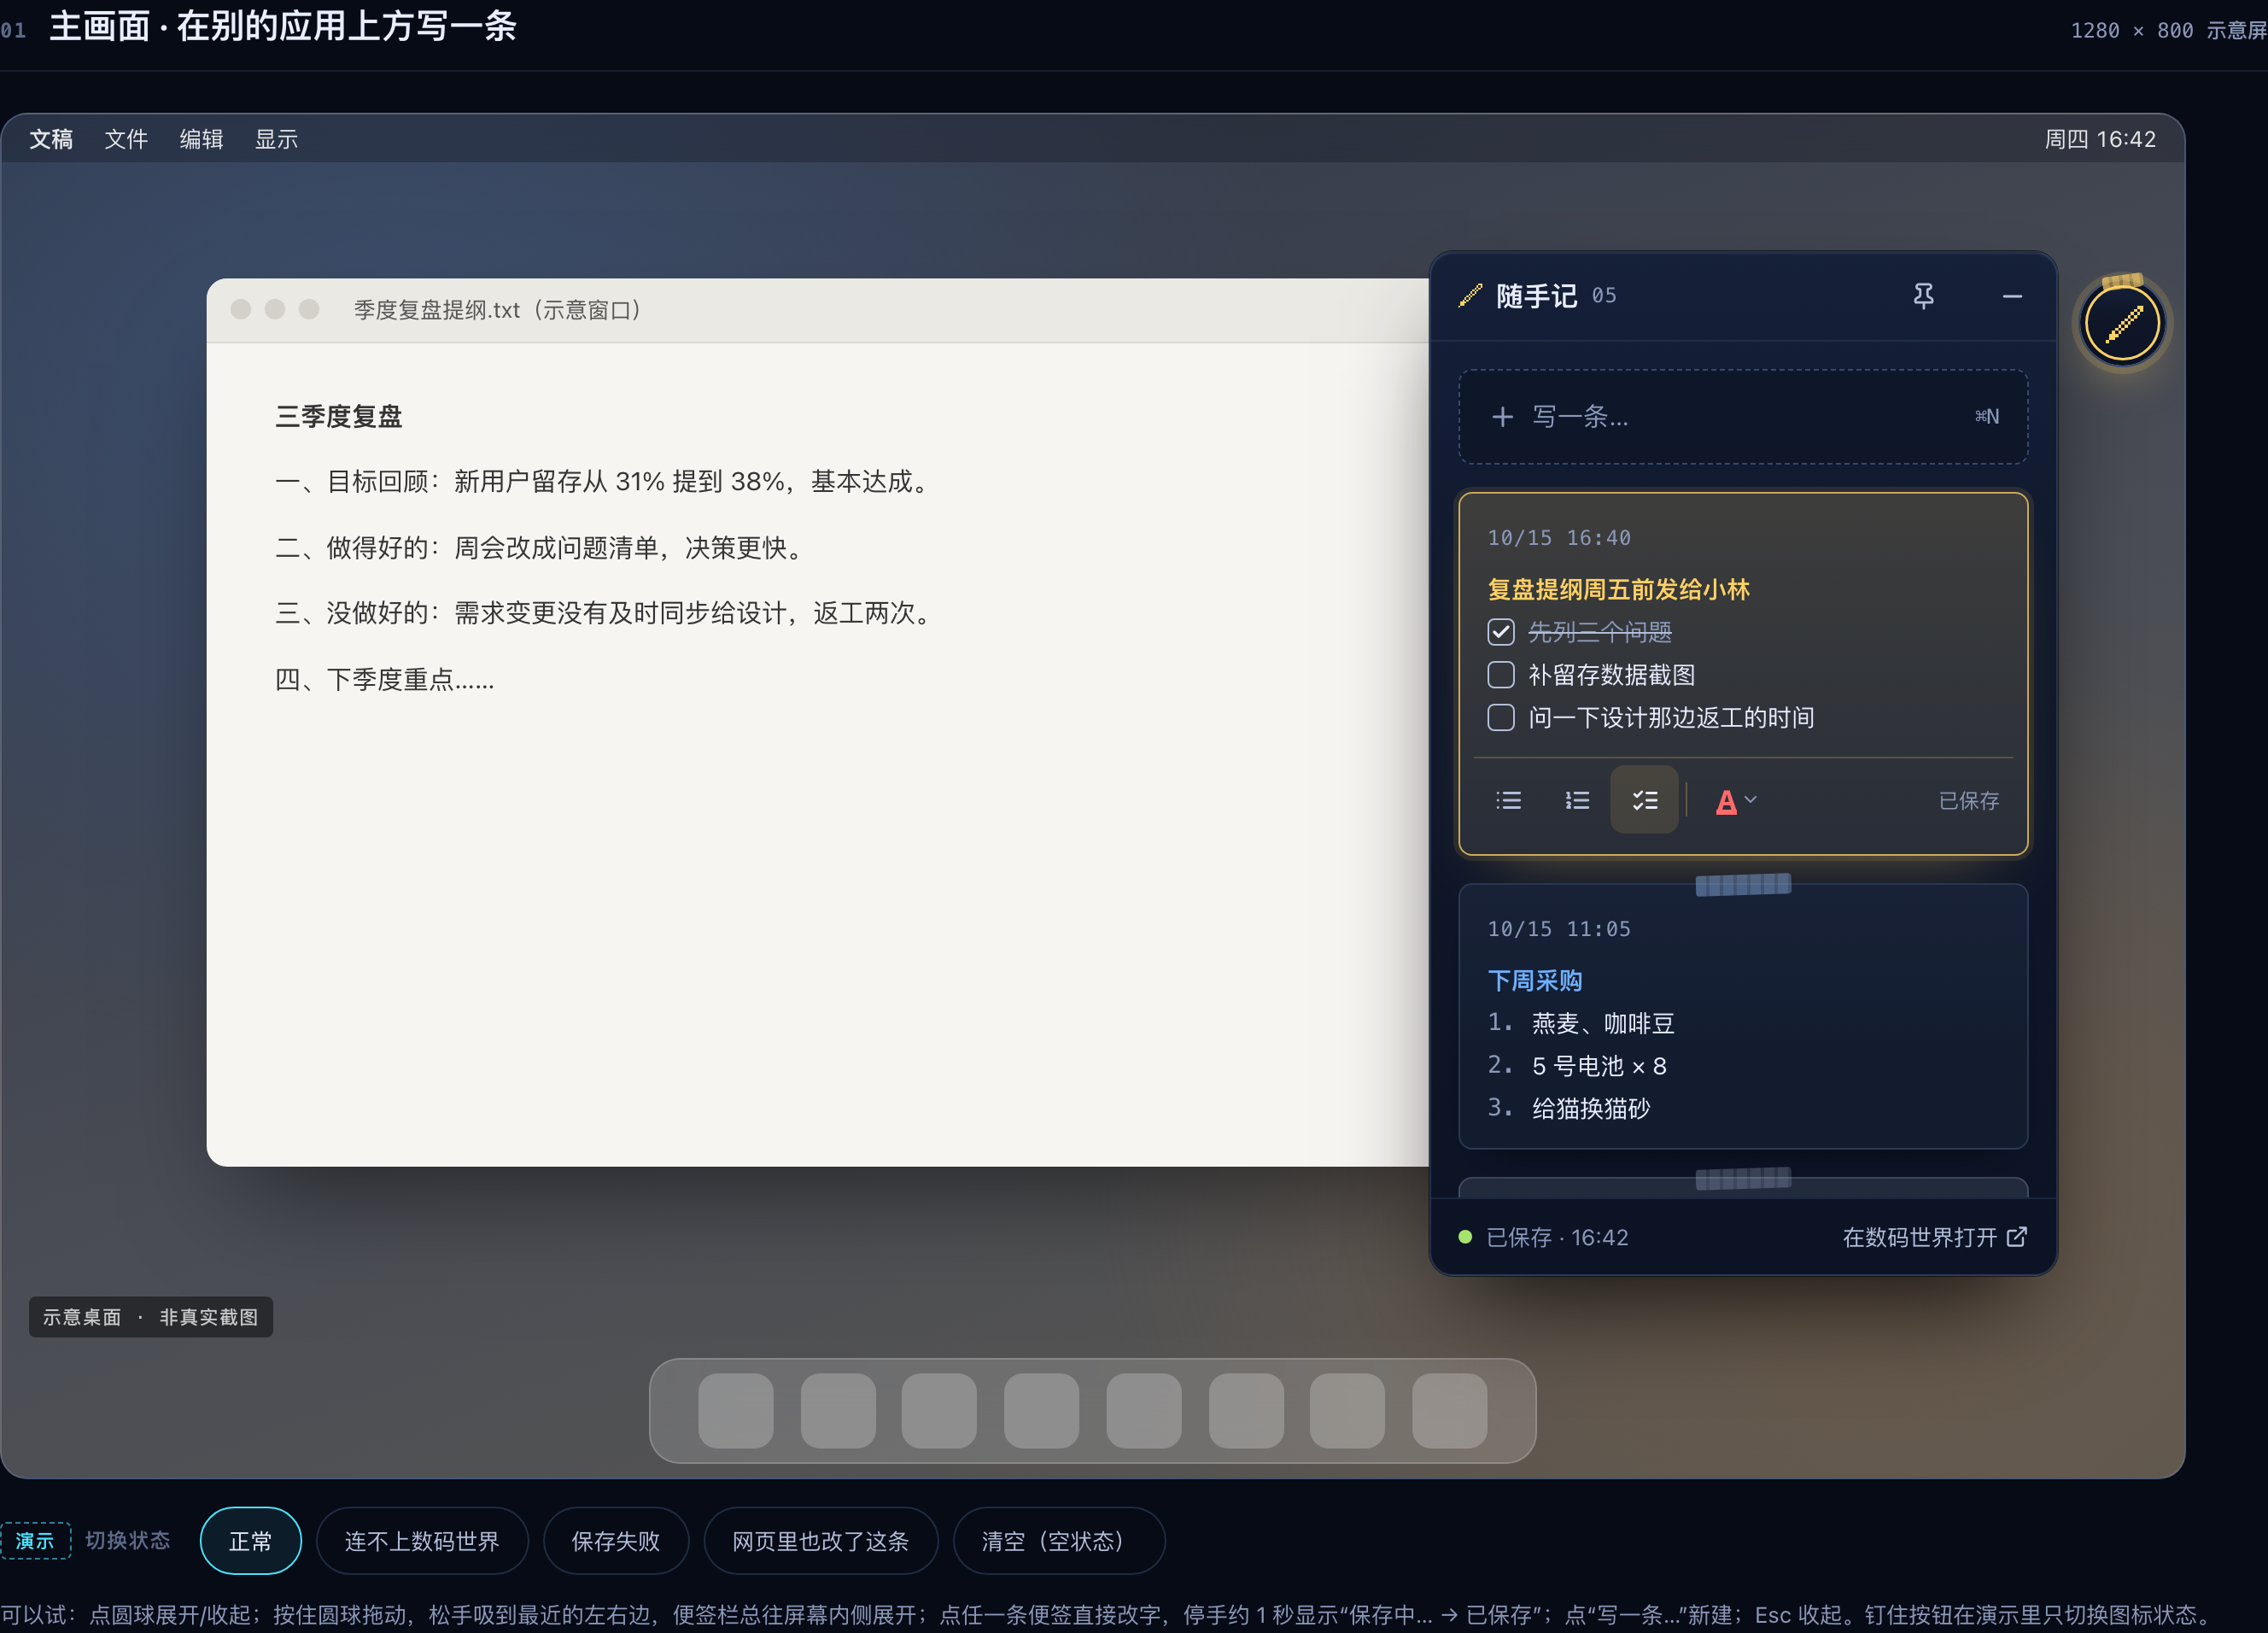 01 主画面 · 在别的应用上方写一条
1280 × 800 示意屏
文稿 文件 编辑 显示
周四 16:42
季度复盘提纲.txt（示意窗口）
三季度复盘
一、目标回顾：新用户留存从 31% 提到 38%，基本达成。
二、做得好的：周会改成问题清单，决策更快。
三、没做好的：需求变更没有及时同步给设计，返工两次。
四、下季度重点……
随手记 05
写一条… ⌘N
10/15 16:40
复盘提纲周五前发给小林
先列三个问题
补留存数据截图
问一下设计那边返工的时间
A
已保存
10/15 11:05
下周采购
1. 燕麦、咖啡豆
2. 5 号电池 × 8
3. 给猫换猫砂
已保存 · 16:42
在数码世界打开
示意桌面 · 非真实截图
演示 切换状态 正常 连不上数码世界 保存失败 网页里也改了这条 清空（空状态）
可以试：点圆球展开/收起；按住圆球拖动，松手吸到最近的左右边，便签栏总往屏幕内侧展开；点任一条便签直接改字，停手约 1 秒显示“保存中… → 已保存”；点“写一条…”新建；Esc 收起。钉住按钮在演示里只切换图标状态。